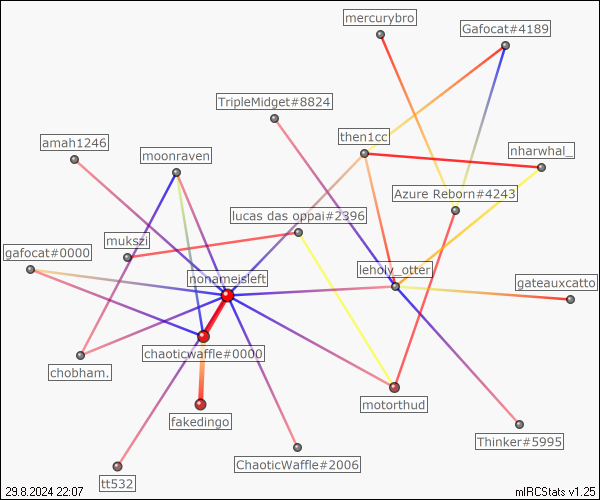 mercurybro
Gafocat#4189
TripleMidget#8824
amah1246
then1cc
moonraven
nharwhal_
Azure Reborn#4243
lucas das oppai#2396
mukszi
gafocat#0000
leholy_otter
nonameisleft
gateauxcatto
chaoticwaffle#0000
chobham.
motorthud
fakedingo
Thinker#5995
ChaoticWaffle#2006
tt532
29.8.2024 22:07
mIRCStats v1.25